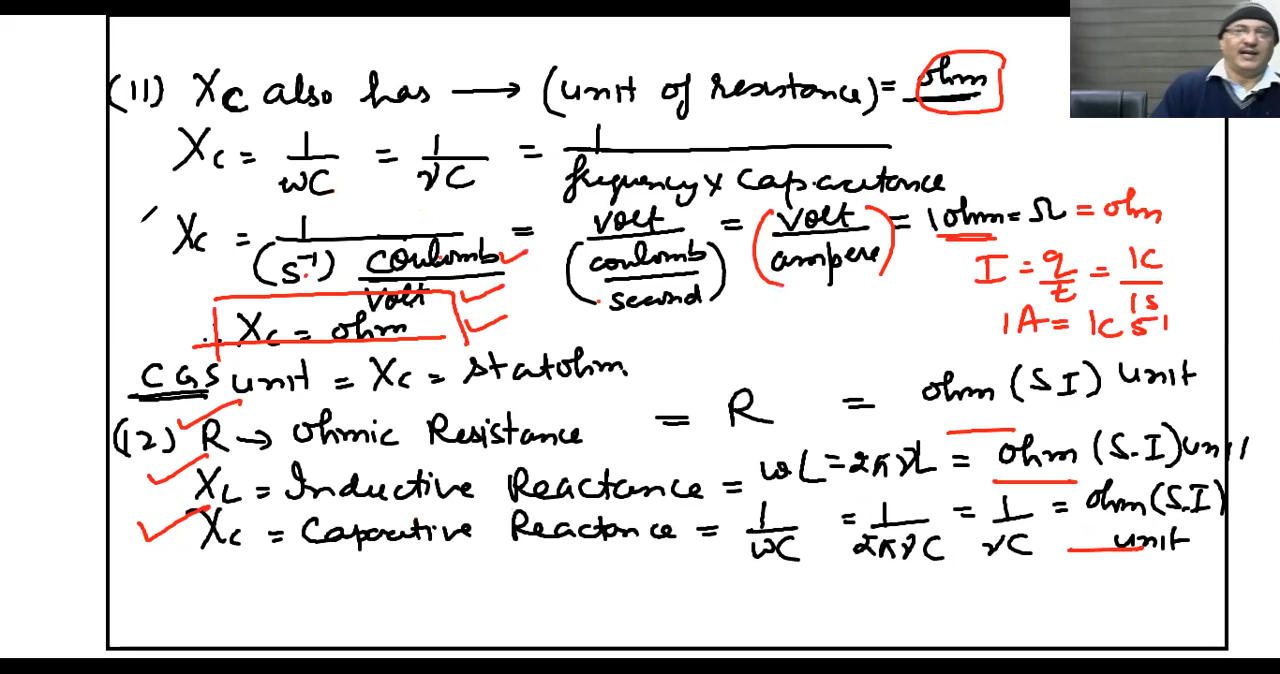 (11) Xc also has → (unit of resistance) = ohm
Xc = 1/ωC = 1/νC = 1/frequency × Capacitance
Xc = 1/(s⁻¹) coulomb/volt = volt/(coulomb/second) = (volt/ampere) = 1 ohm = Ω = ohm
I = q/t = 1C/1s
∴ Xc = ohm
1A = 1C s⁻¹
CGS unit = Xc = statohm
(12) R → Ohmic Resistance = R = ohm (SI) unit
XL = Inductive Reactance = ωL = 2πνL = ohm (S.I) unit
Xc = Capacitive Reactance = 1/ωC = 1/2πνC = 1/νC = ohm (S.I) unit